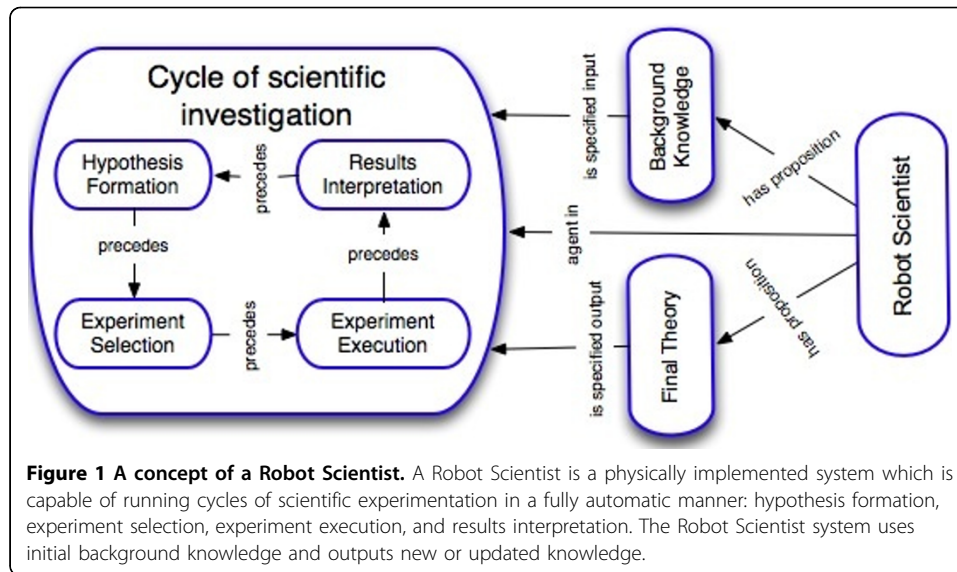 Cycle of scientific
investigation
Hypothesis
Formation
precedes
Results
Interpretation
precedes
precedes
Experiment
Selection
precedes
Experiment
Execution
is specified input
Background
Knowledge
has proposition
agent in
Robot Scientist
has proposition
is specified output
Final Theory
Figure 1 A concept of a Robot Scientist. A Robot Scientist is a physically implemented system which is
capable of running cycles of scientific experimentation in a fully automatic manner: hypothesis formation,
experiment selection, experiment execution, and results interpretation. The Robot Scientist system uses
initial background knowledge and outputs new or updated knowledge.